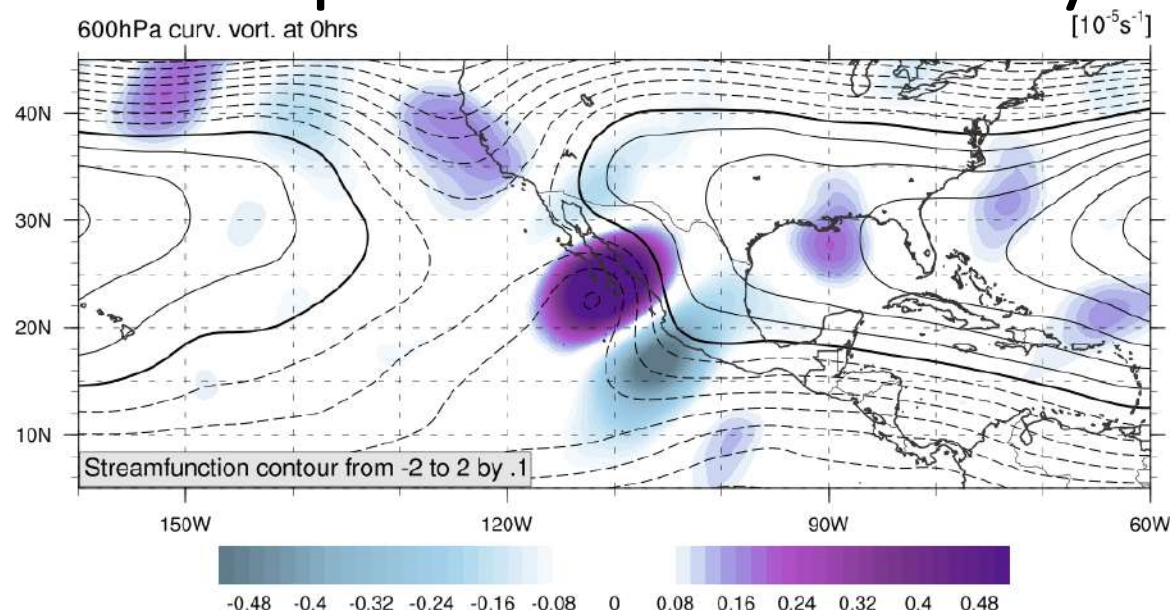 600hPa curv. vort. at 0hrs
[10⁻⁵s⁻¹]
40N
30N
20N
10N
Streamfunction contour from -2 to 2 by .1
150W 120W 90W 60W
-0.48 -0.4 -0.32 -0.24 -0.16 -0.08 0 0.08 0.16 0.24 0.32 0.4 0.48